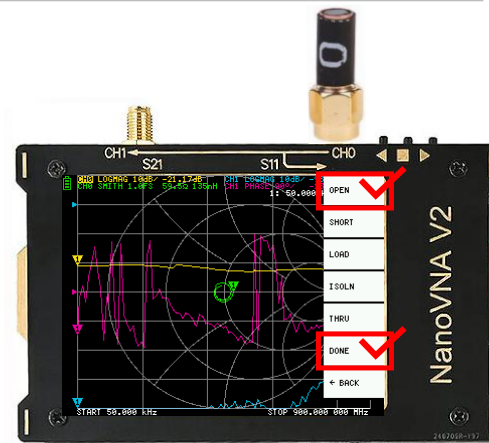 O
CH1 CH0
S21 S11
CH0 LOGMAG 10dB/ -21.17dB CH1 LOGMAG 10dB/
CH0 SMITH 1.0FS 59.5Ω 135nH CH1 PHASE
1: 50.000
OPEN
SHORT
LOAD
ISOLN
THRU
DONE
← BACK
START 50.000 kHz STOP 900.000 000 MHz
NanoVNA V2